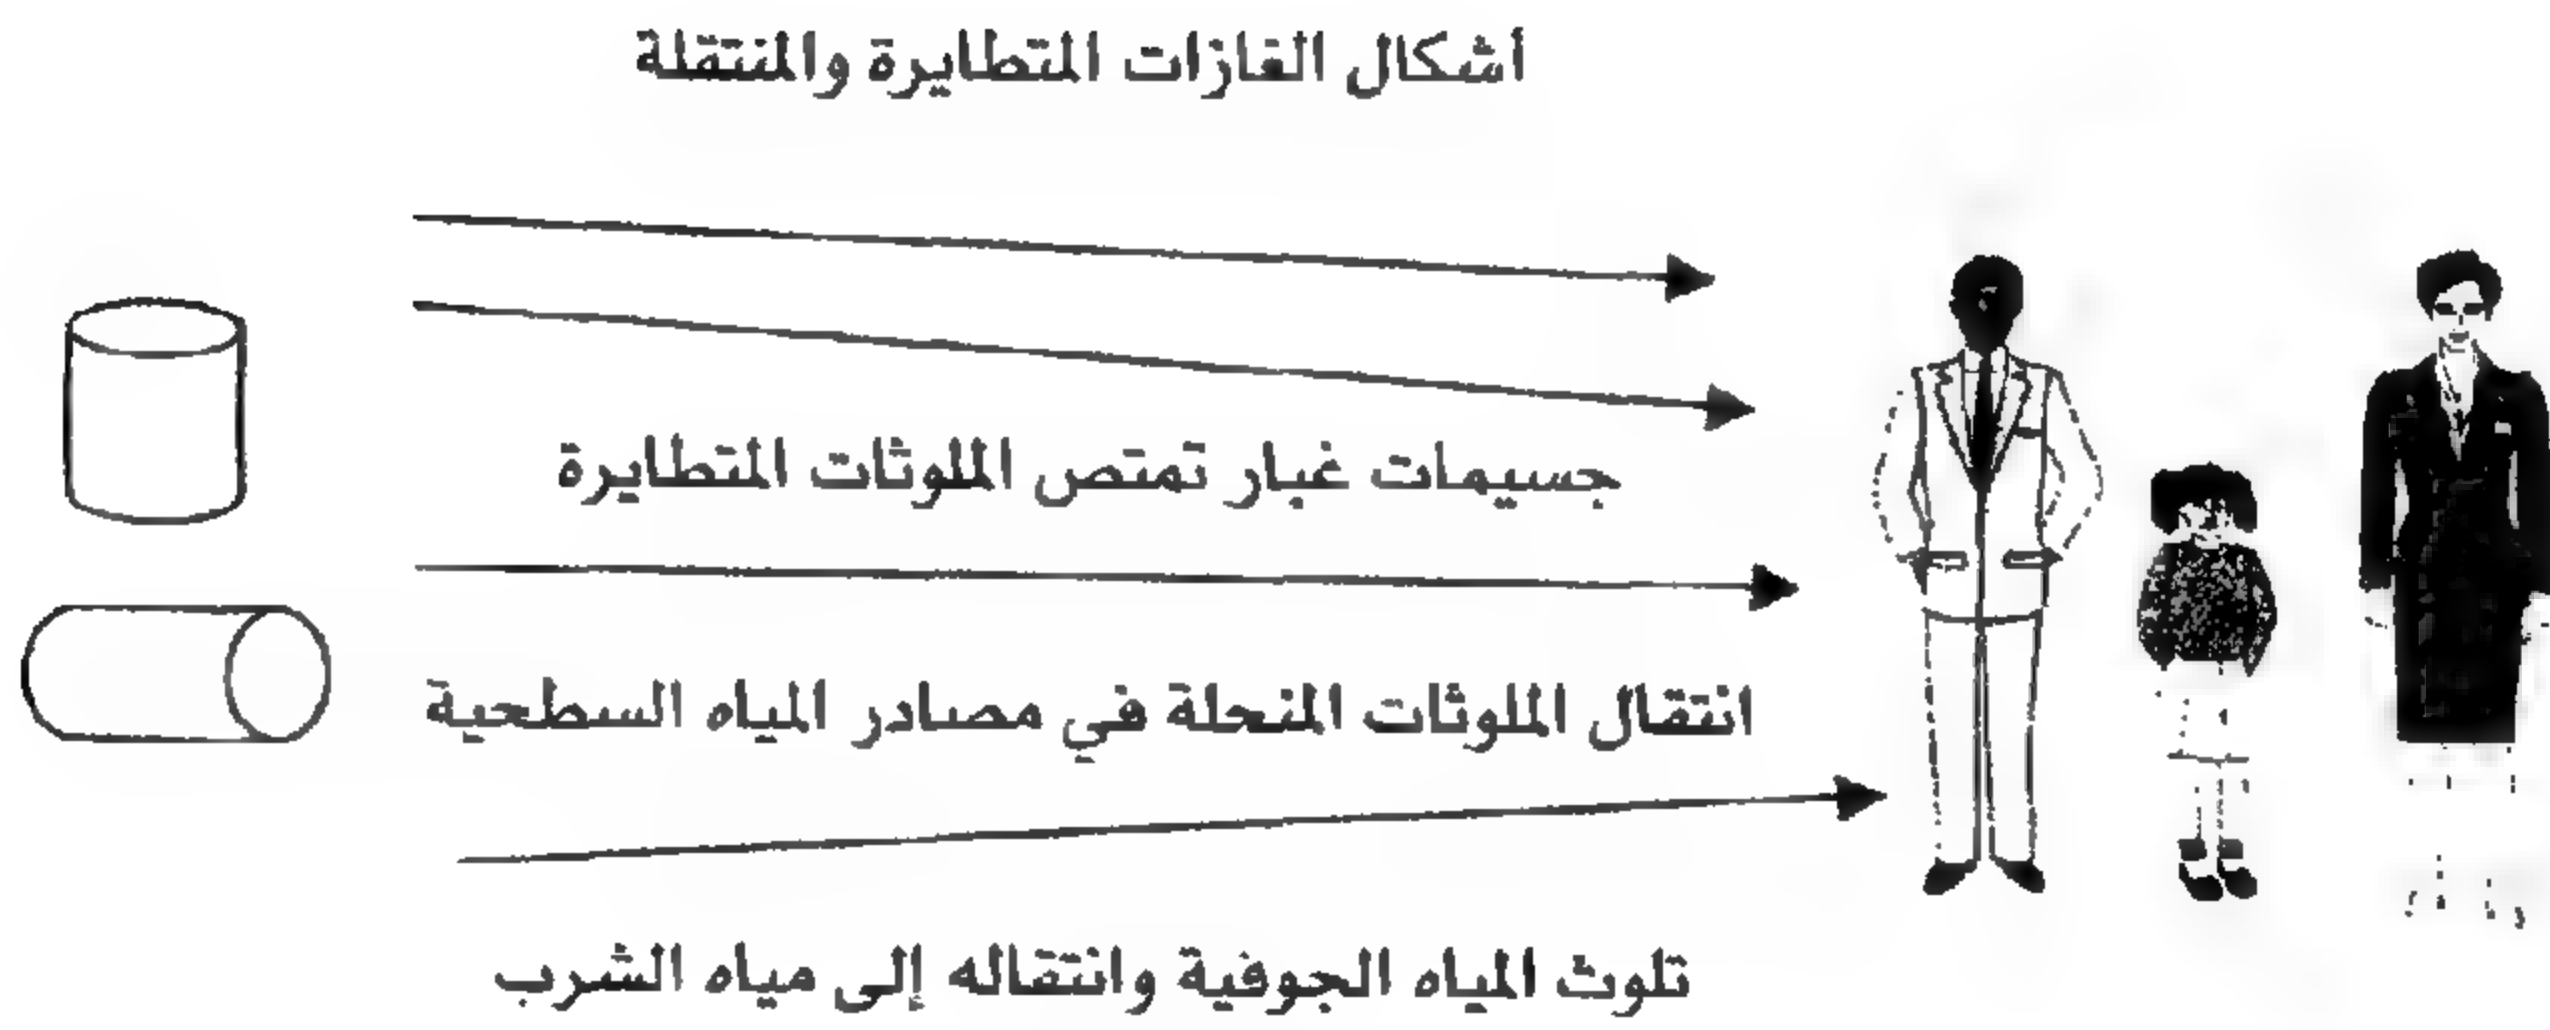 أشكال الغازات المتطايرة والمنتقلة
جسيمات غبار تمتص الملوثات المتطايرة
انتقال الملوثات المنحلة في مصادر المياه السطحية
تلوث المياه الجوفية وانتقاله إلى مياه الشرب